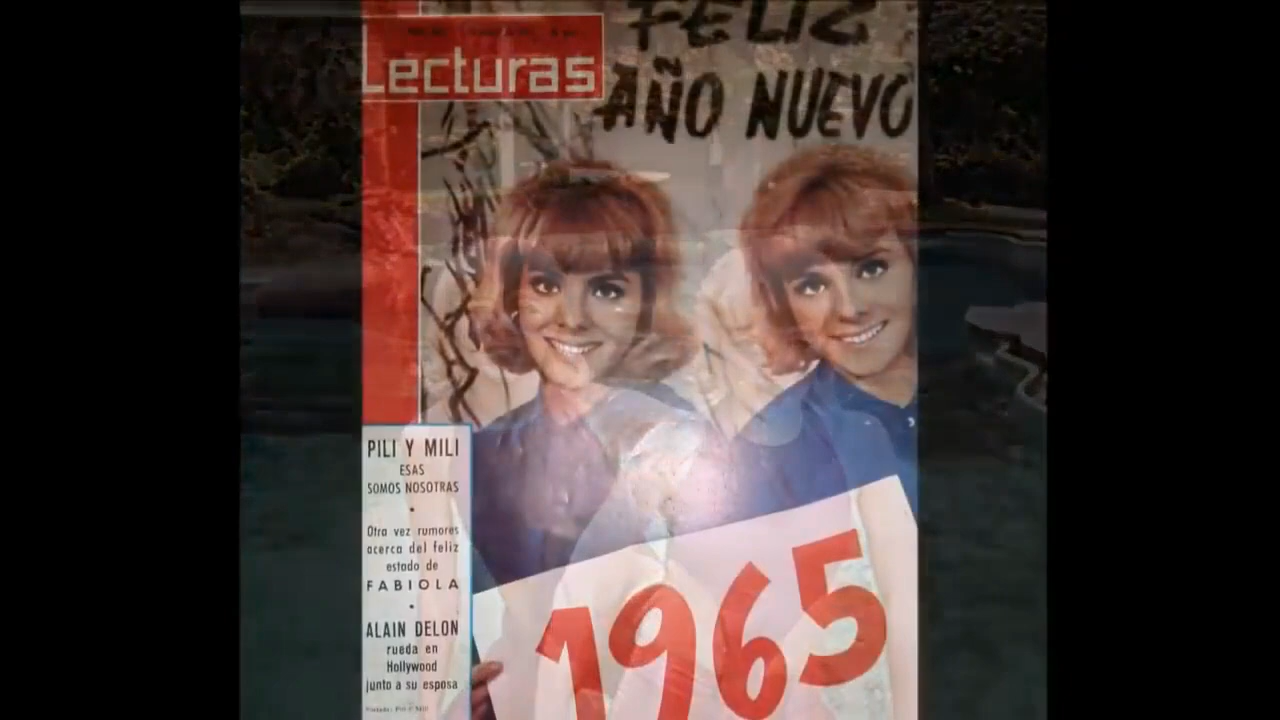 Lecturas
FELIZ
AÑO NUEVO
PILI Y MILI
ESAS
SOMOS NOSOTRAS
Otra vez rumores
acerca del feliz
estado de
FABIOLA
ALAIN DELON
rueda en
Hollywood
junto a su esposa
1965